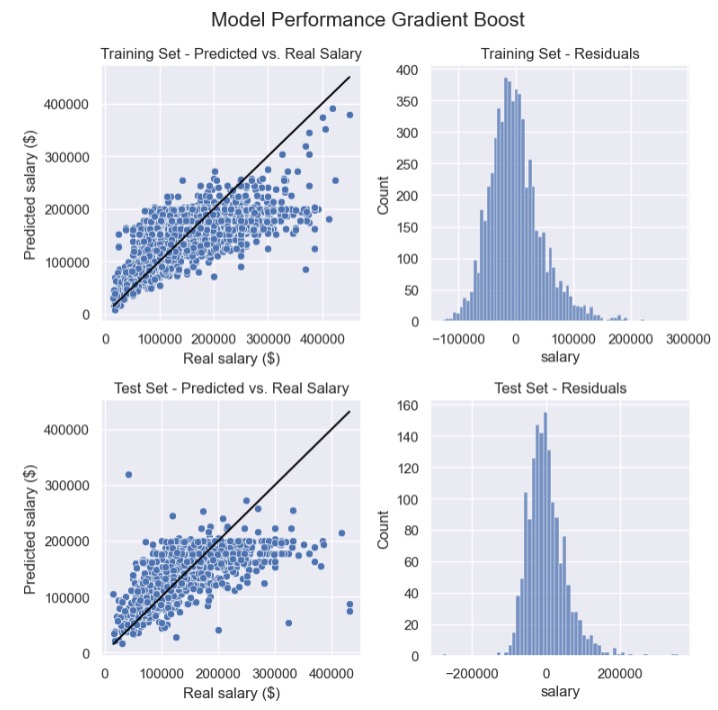 Model Performance Gradient Boost
Training Set - Predicted vs. Real Salary
Training Set - Residuals
400000
300000
200000
100000
0
Predicted salary ($)
0 100000 200000 300000 400000
Real salary ($)
400
350
300
250
200
150
100
50
0
Count
−100000 0 100000 200000 300000
salary
Test Set - Predicted vs. Real Salary
Test Set - Residuals
400000
300000
200000
100000
0
Predicted salary ($)
0 100000 200000 300000 400000
Real salary ($)
160
140
120
100
80
60
40
20
0
Count
−200000 0 200000
salary